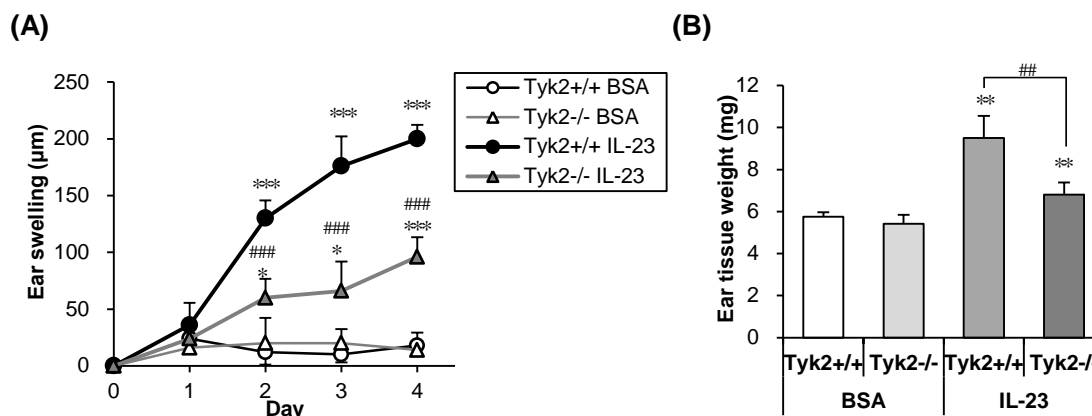 (A)
Ear swelling (µm)
250
200
150
100
50
0
0 1 2 3 4
Day
***
***
***
###
*
###
*
###
***
Tyk2+/+ BSA
Tyk2-/- BSA
Tyk2+/+ IL-23
Tyk2-/- IL-23
(B)
Ear tissue weight (mg)
12
10
8
6
4
2
0
##
**
**
Tyk2+/+ Tyk2-/- Tyk2+/+ Tyk2-/
BSA IL-23